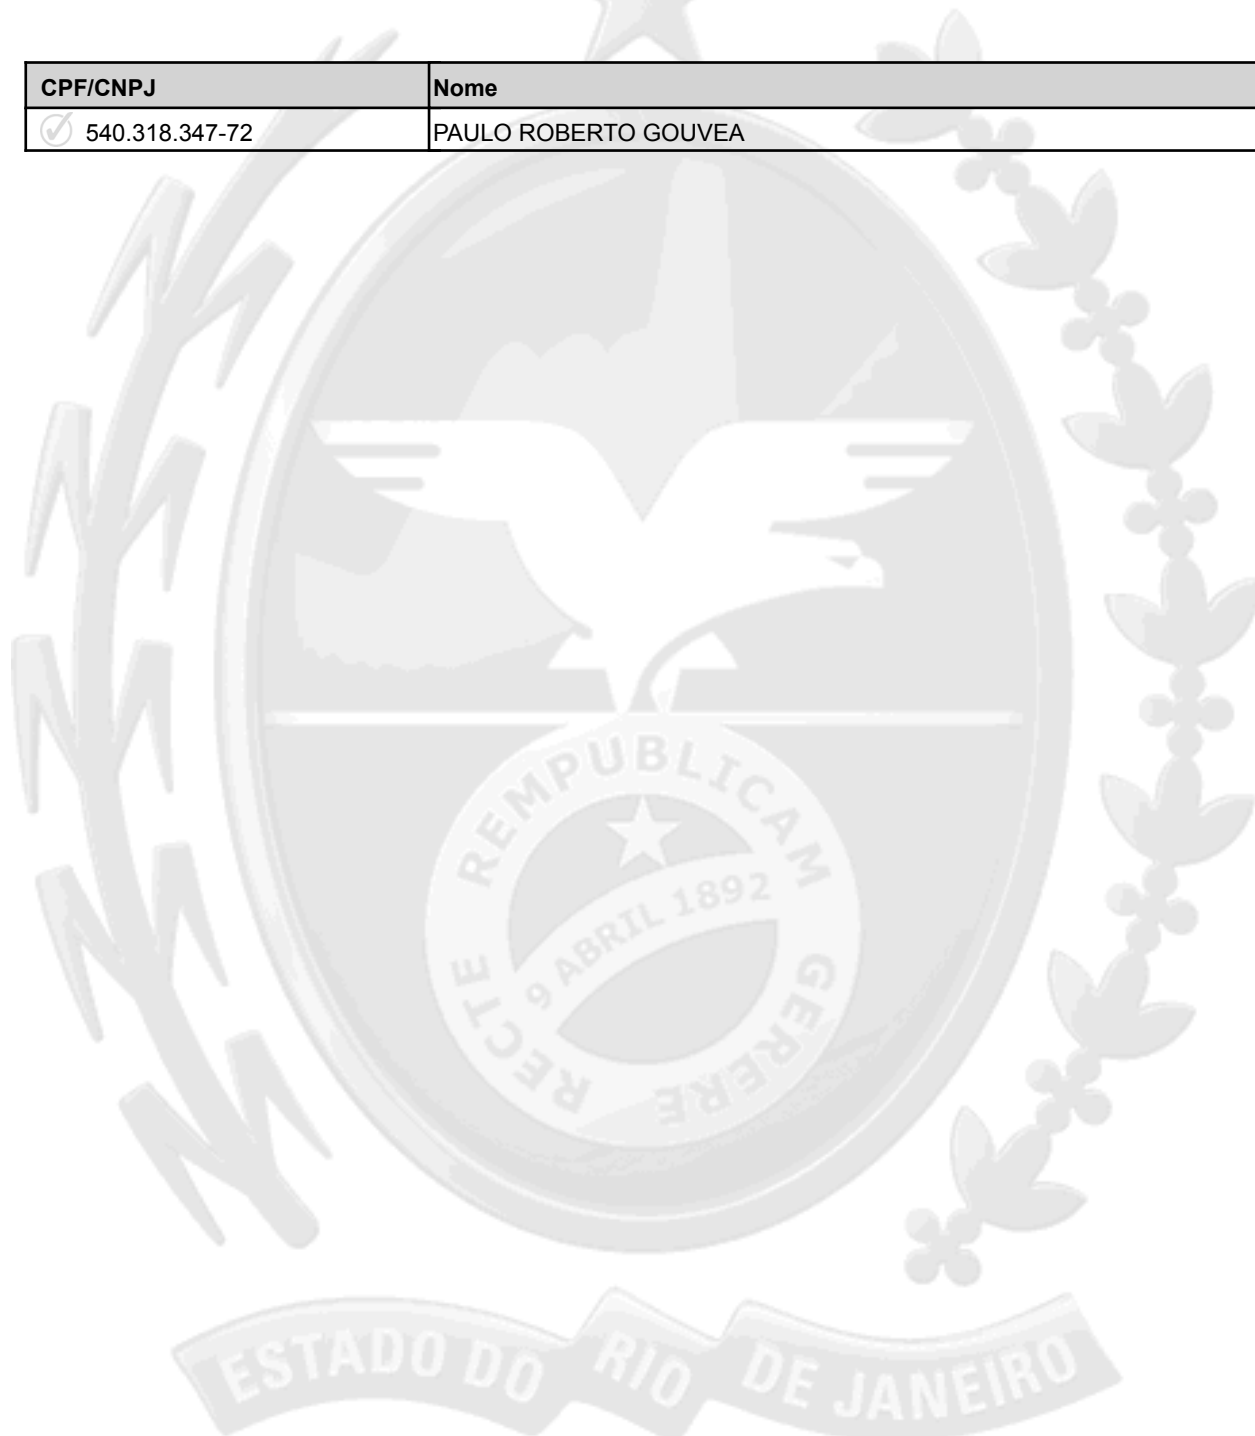 CPF/CNPJ Nome
540.318.347-72 PAULO ROBERTO GOUVEA
REMPUBLICAM
9 ABRIL 1892
RECTE GERERE
ESTADO DO RIO DE JANEIRO